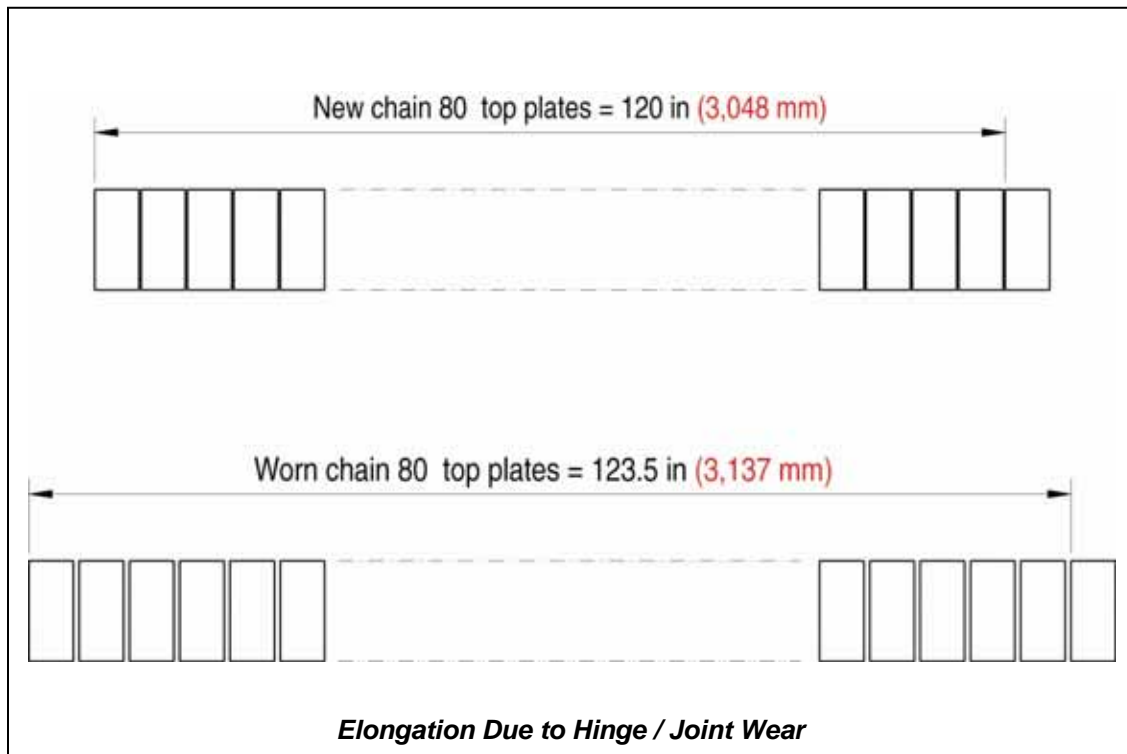 New chain 80 top plates = 120 in (3,048 mm)
Worn chain 80 top plates = 123.5 in (3,137 mm)
Elongation Due to Hinge / Joint Wear